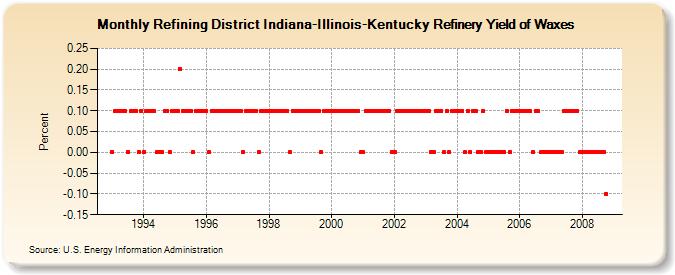 Monthly Refining District Indiana-Illinois-Kentucky Refinery Yield of Waxes
Percent
0.25
0.20
0.15
0.10
0.05
0.00
-0.05
-0.10
-0.15
1994 1996 1998 2000 2002 2004 2006 2008
Source: U.S. Energy Information Administration